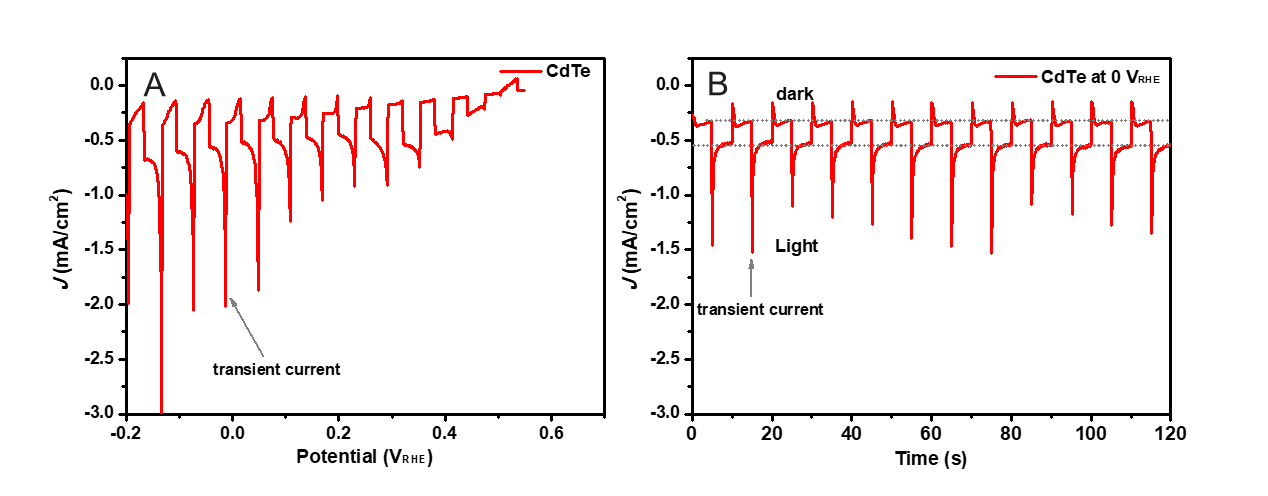 A
CdTe
0.0
-0.5
-1.0
-1.5
-2.0
-2.5
-3.0
J (mA/cm²)
transient current
-0.2 0.0 0.2 0.4 0.6
Potential (VRHE)
B
CdTe at 0 VRHE
dark
0.0
-0.5
-1.0
-1.5
-2.0
-2.5
-3.0
J (mA/cm²)
Light
transient current
0 20 40 60 80 100 120
Time (s)